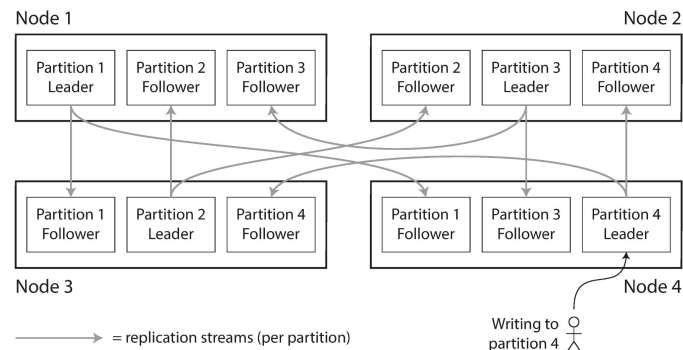 Node 1
Node 2
Partition 1 Leader
Partition 2 Follower
Partition 3 Follower
Partition 2 Follower
Partition 3 Leader
Partition 4 Follower
Partition 1 Follower
Partition 2 Leader
Partition 4 Follower
Partition 1 Follower
Partition 3 Follower
Partition 4 Leader
Node 3
Node 4
= replication streams (per partition)
Writing to
partition 4